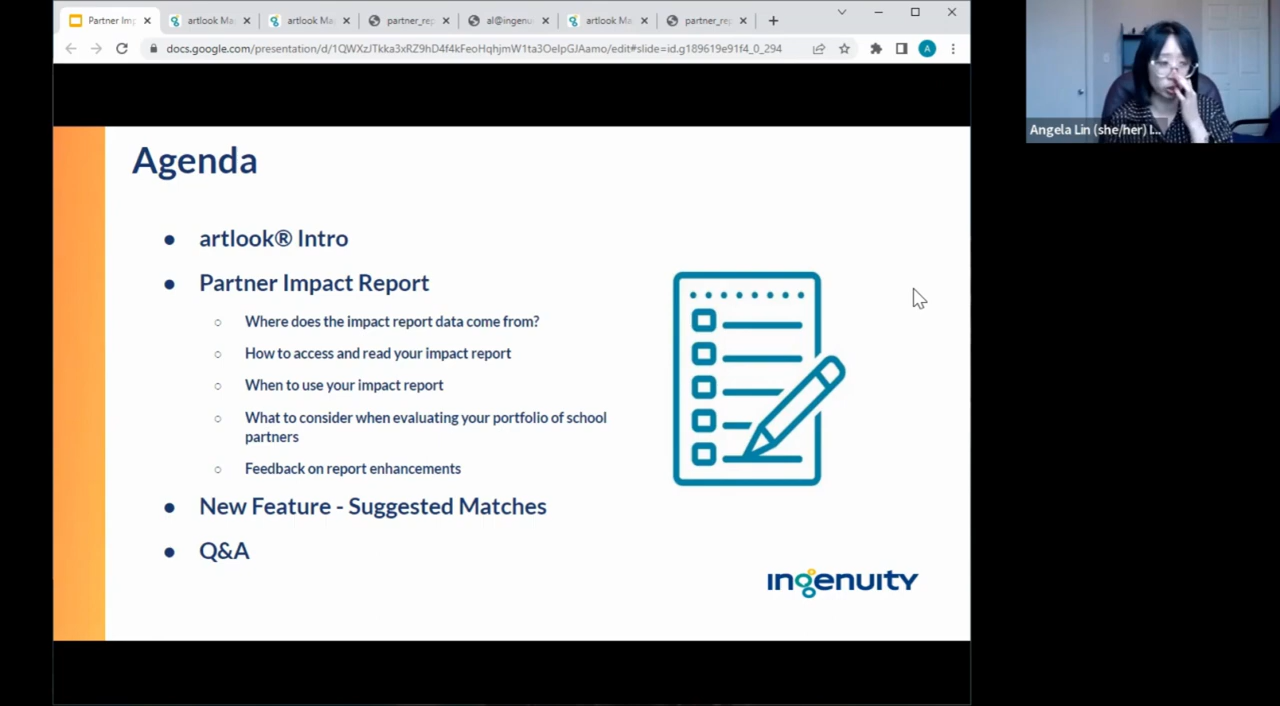 Partner Imp
artlook Ma
artlook Ma
partner_rep
al@ingenu
artlook Ma
partner_rep
docs.google.com/presentation/d/1QWXzJTkka3xRZ9hD4f4kFeoHqhjmW1ta3OeIpGJAamo/edit#slide=id.g189619e91f4_0_294
A
Angela Lin (she/her) I...
Agenda
● artlook® Intro
● Partner Impact Report
○ Where does the impact report data come from?
○ How to access and read your impact report
○ When to use your impact report
○ What to consider when evaluating your portfolio of school
partners
○ Feedback on report enhancements
● New Feature - Suggested Matches
● Q&A
ingenuity